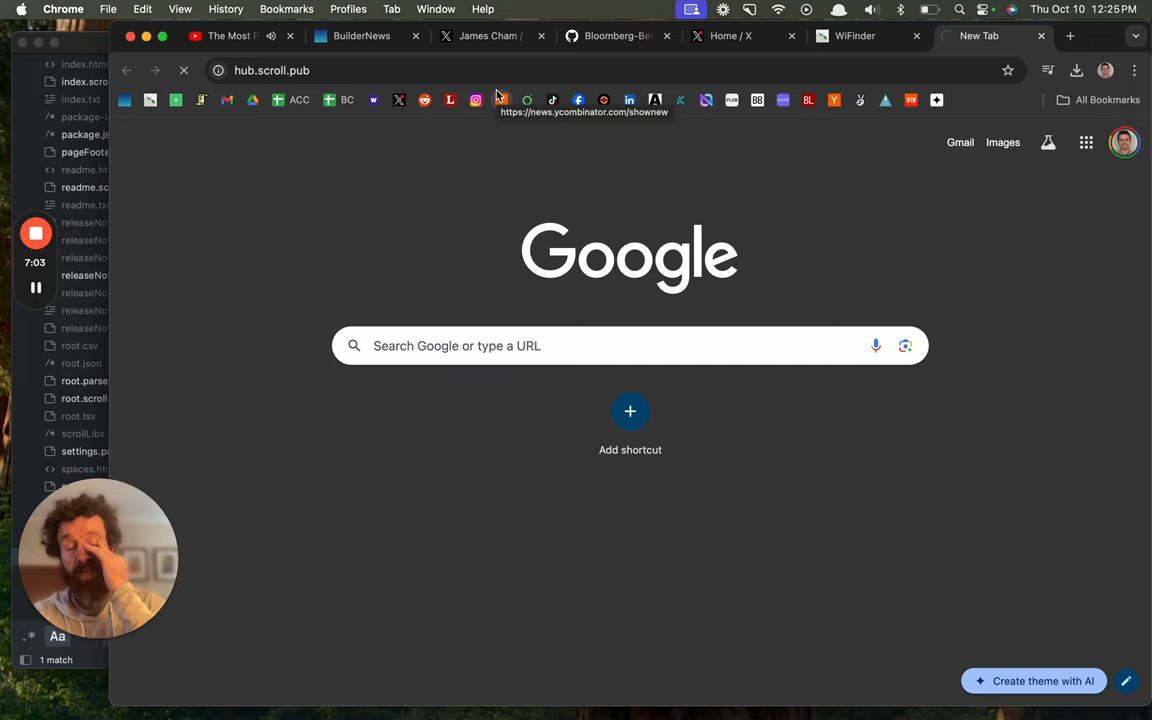 Chrome File Edit View History Bookmarks Profiles Tab Window Help Thu Oct 10 12:25 PM
The Most P
BuilderNews
James Cham /
Bloomberg-Be
Home / X
WiFinder
New Tab
hub.scroll.pub
ACC
BC
All Bookmarks
https://news.ycombinator.com/shownew
Gmail Images
Google
Search Google or type a URL
Add shortcut
Create theme with AI
7:03
index.html
index.scro
index.txt
package-l
package.js
pageFoote
readme.ht
readme.sc
readme.txt
releaseNo
releaseNo
releaseNo
releaseNo
releaseNo
releaseNo
releaseNo
root.csv
root.json
root.parse
root.scroll
root.tsv
scrollLibs.
settings.pa
spaces.htm
.* Aa
1 match